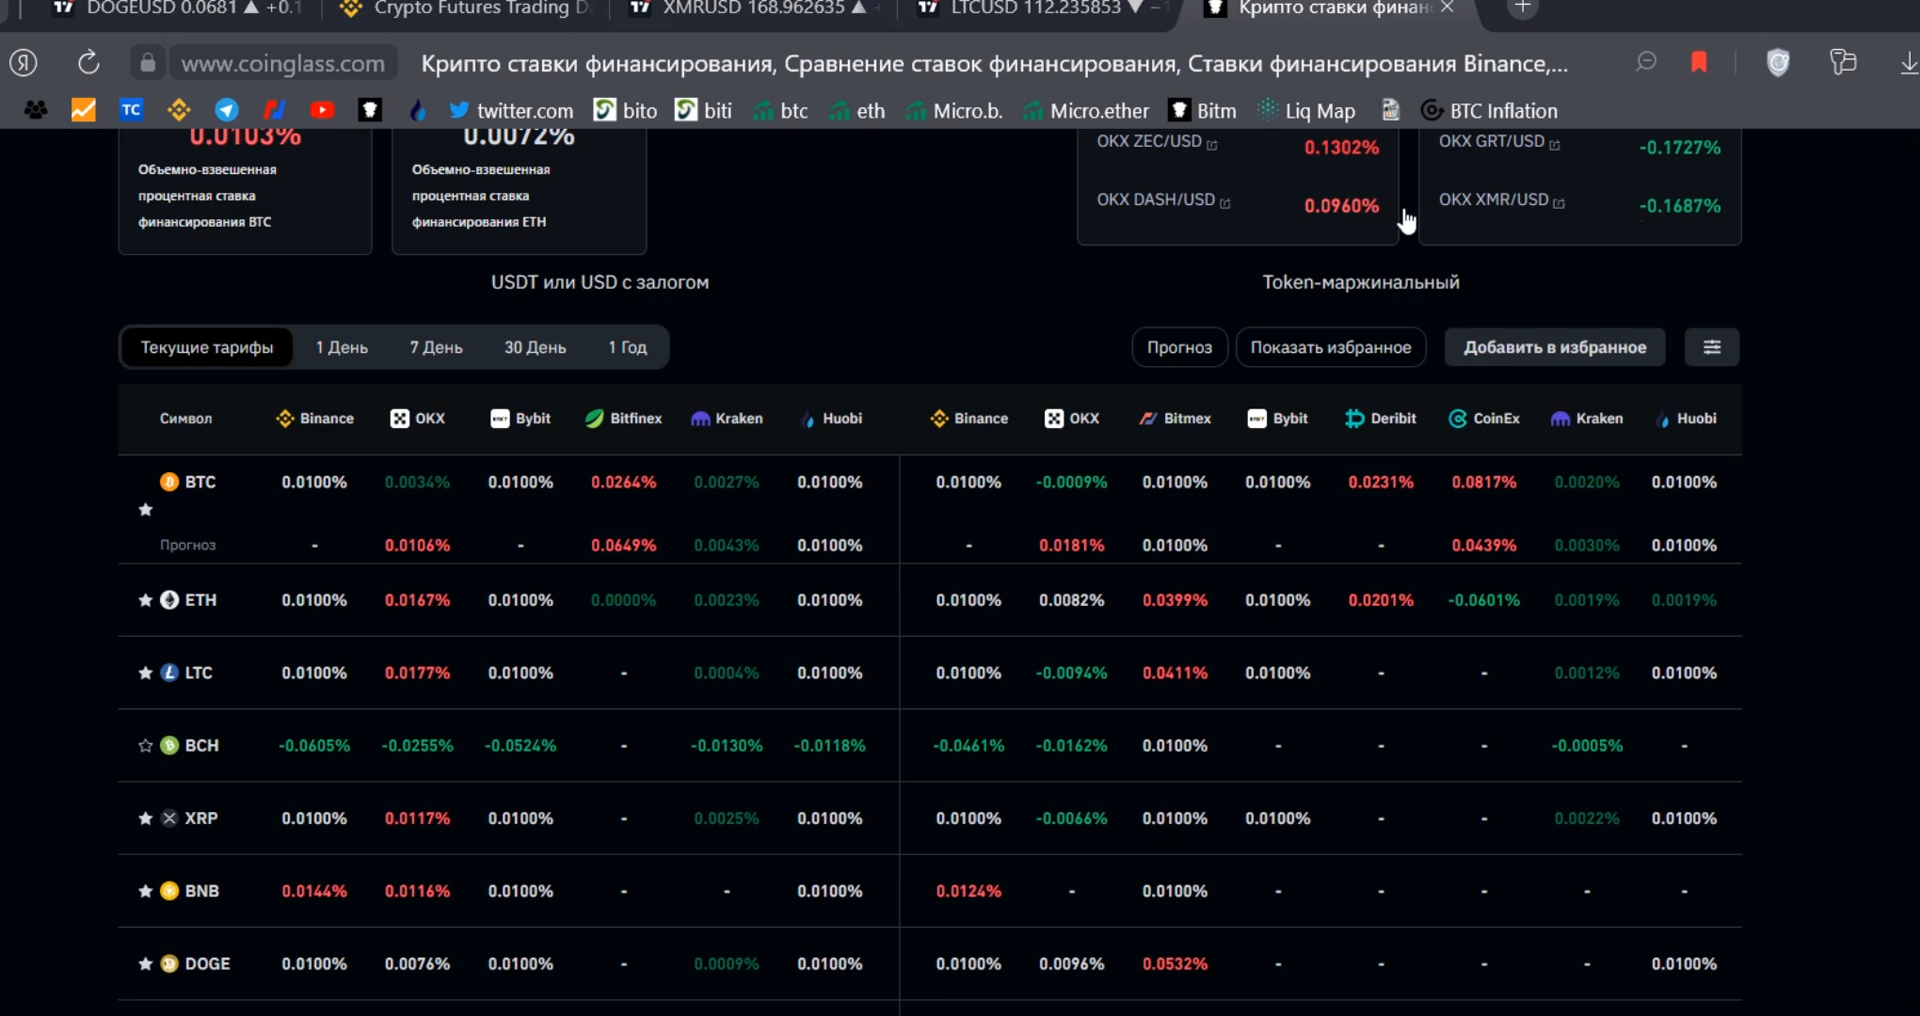 DOGEUSD 0.0681 ▲ +0.1
Crypto Futures Trading D
XMRUSD 168.962635 ▲
LTCUSD 112.235853 ▼ −1
Крипто ставки финан ×
+
www.coinglass.com Крипто ставки финансирования, Сравнение ставок финансирования, Ставки финансирования Binance,...
TC twitter.com bito biti btc eth Micro.b. Micro.ether Bitm Liq Map BTC Inflation
0.0103%
Объемно-взвешенная
процентная ставка
финансирования BTC
0.0072%
Объемно-взвешенная
процентная ставка
финансирования ETH
OKX ZEC/USD 0.1302%
OKX DASH/USD 0.0960%
OKX GRT/USD -0.1727%
OKX XMR/USD -0.1687%
USDT или USD с залогом
Token-маржинальный
Текущие тарифы 1 День 7 День 30 День 1 Год
Прогноз Показать избранное Добавить в избранное
Символ Binance OKX Bybit Bitfinex Kraken Huobi Binance OKX Bitmex Bybit Deribit CoinEx Kraken Huobi
BTC 0.0100% 0.0034% 0.0100% 0.0264% 0.0027% 0.0100% 0.0100% -0.0009% 0.0100% 0.0100% 0.0231% 0.0817% 0.0020% 0.0100%
Прогноз - 0.0106% - 0.0649% 0.0043% 0.0100% - 0.0181% 0.0100% - - 0.0439% 0.0030% 0.0100%
ETH 0.0100% 0.0167% 0.0100% 0.0000% 0.0023% 0.0100% 0.0100% 0.0082% 0.0399% 0.0100% 0.0201% -0.0601% 0.0019% 0.0019%
LTC 0.0100% 0.0177% 0.0100% - 0.0004% 0.0100% 0.0100% -0.0094% 0.0411% 0.0100% - - 0.0012% 0.0100%
BCH -0.0605% -0.0255% -0.0524% - -0.0130% -0.0118% -0.0461% -0.0162% 0.0100% - - - -0.0005% -
XRP 0.0100% 0.0117% 0.0100% - 0.0025% 0.0100% 0.0100% -0.0066% 0.0100% 0.0100% - - 0.0022% 0.0100%
BNB 0.0144% 0.0116% 0.0100% - - 0.0100% 0.0124% - 0.0100% - - - - -
DOGE 0.0100% 0.0076% 0.0100% - 0.0009% 0.0100% 0.0100% 0.0096% 0.0532% - - - - 0.0100%